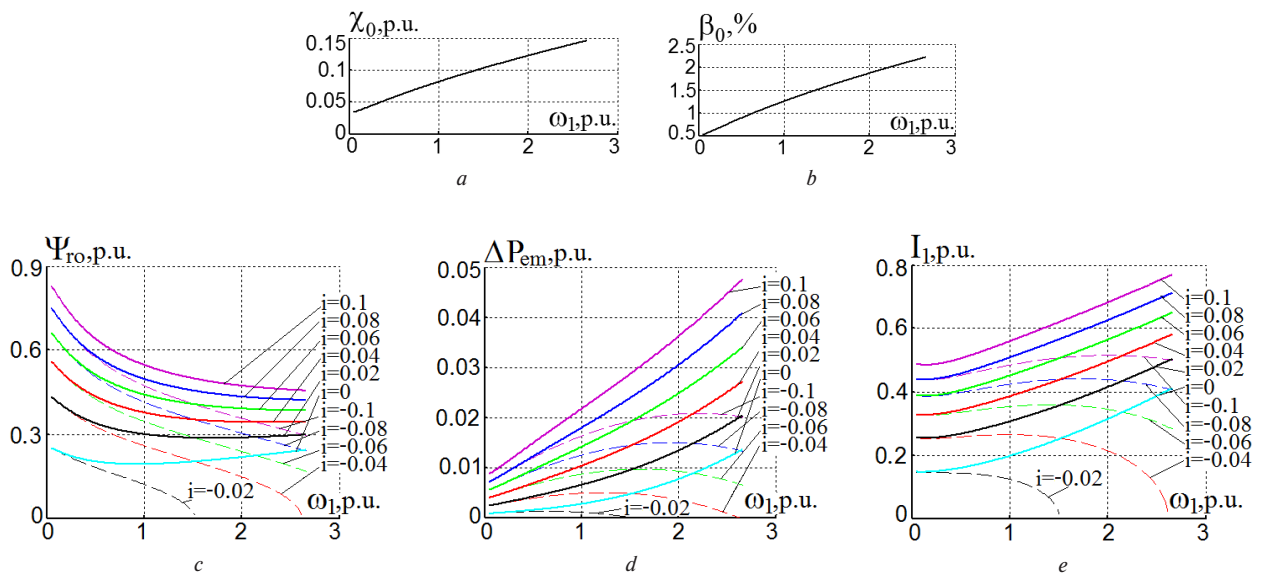 χ₀,p.u.
0.15
0.1
0.05
0
0
1
2
3
ω₁,p.u.
a
β₀,%
2.5
2
1.5
1
0.5
0
1
2
3
ω₁,p.u.
b
Ψro,p.u.
0.9
0.6
0.3
0
0
1
2
3
i=0.1
i=0.08
i=0.06
i=0.04
i=0.02
i=0
i=-0.1
i=-0.08
i=-0.06
i=-0.04
i=-0.02
ω₁,p.u.
c
ΔPem,p.u.
0.05
0.04
0.03
0.02
0.01
0
0
1
2
3
i=0.1
i=0.08
i=0.06
i=0.04
i=0.02
i=0
i=-0.1
i=-0.08
i=-0.06
i=-0.04
i=-0.02
ω₁,p.u.
d
I₁,p.u.
0.8
0.6
0.4
0.2
0
0
1
2
3
i=0.1
i=0.08
i=0.06
i=0.04
i=0.02
i=0
i=-0.1
i=-0.08
i=-0.06
i=-0.04
i=-0.02
ω₁,p.u.
e